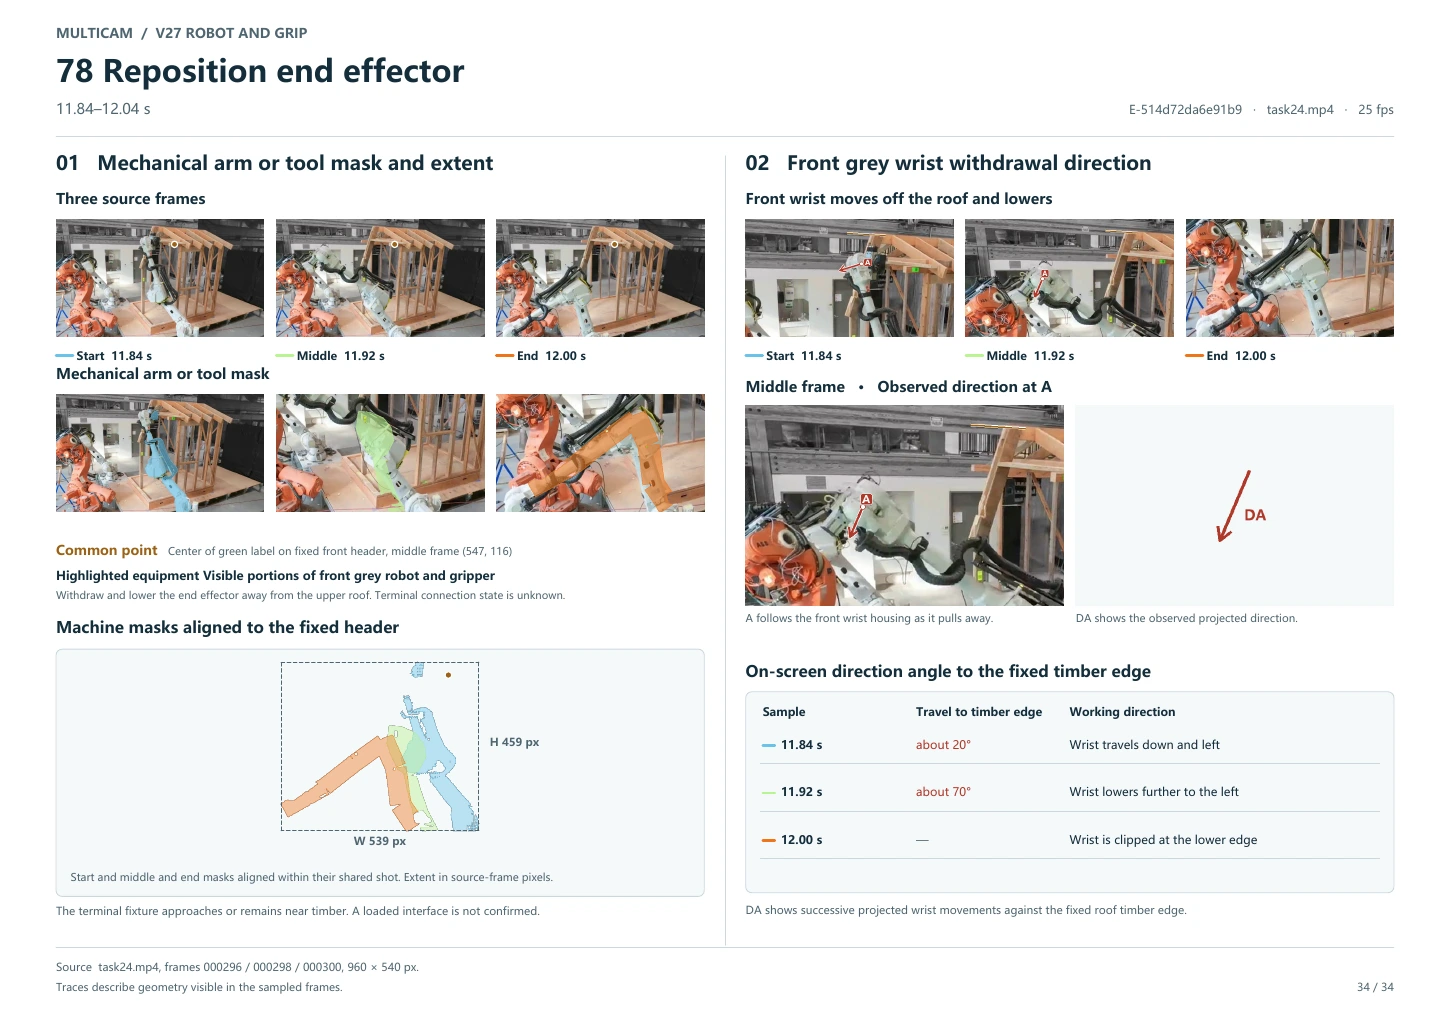 MULTICAM / V27 ROBOT AND GRIP
78 Reposition end effector
11.84–12.04 s
E-514d72da6e91b9 · task24.mp4 · 25 fps
01 Mechanical arm or tool mask and extent
Three source frames
Start 11.84 s
Middle 11.92 s
End 12.00 s
Mechanical arm or tool mask
Common point Center of green label on fixed front header, middle frame (547, 116)
Highlighted equipment Visible portions of front grey robot and gripper
Withdraw and lower the end effector away from the upper roof. Terminal connection state is unknown.
Machine masks aligned to the fixed header
H 459 px
W 539 px
Start and middle and end masks aligned within their shared shot. Extent in source-frame pixels.
The terminal fixture approaches or remains near timber. A loaded interface is not confirmed.
02 Front grey wrist withdrawal direction
Front wrist moves off the roof and lowers
A
A
Start 11.84 s
Middle 11.92 s
End 12.00 s
Middle frame • Observed direction at A
A
DA
A follows the front wrist housing as it pulls away.
DA shows the observed projected direction.
On-screen direction angle to the fixed timber edge
Sample Travel to timber edge Working direction
11.84 s about 20° Wrist travels down and left
11.92 s about 70° Wrist lowers further to the left
12.00 s — Wrist is clipped at the lower edge
DA shows successive projected wrist movements against the fixed roof timber edge.
Source task24.mp4, frames 000296 / 000298 / 000300, 960 × 540 px.
Traces describe geometry visible in the sampled frames.
34 / 34